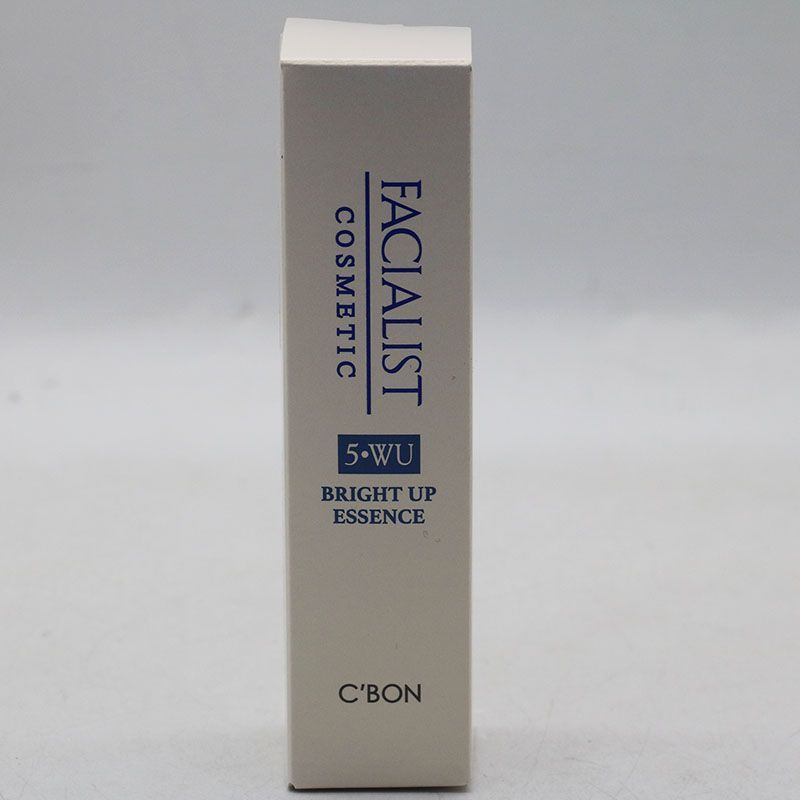 FACIALIST
COSMETIC
5•WU
BRIGHT UP
ESSENCE
C'BON